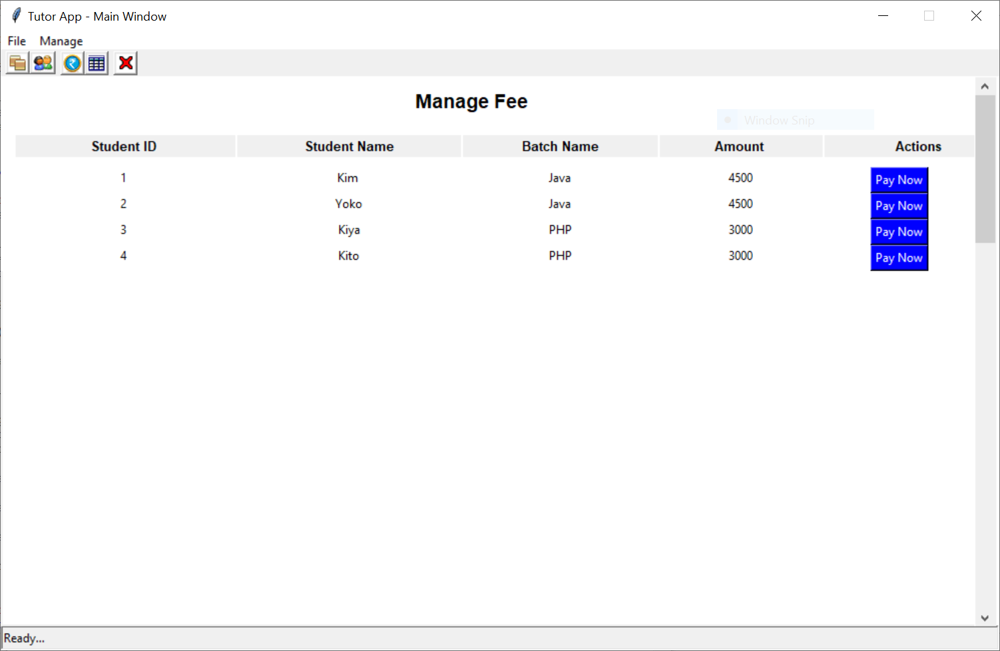 Tutor App - Main Window
File Manage
Manage Fee
Window Snip
Student ID Student Name Batch Name Amount Actions
1 Kim Java 4500 Pay Now
2 Yoko Java 4500 Pay Now
3 Kiya PHP 3000 Pay Now
4 Kito PHP 3000 Pay Now
Ready...